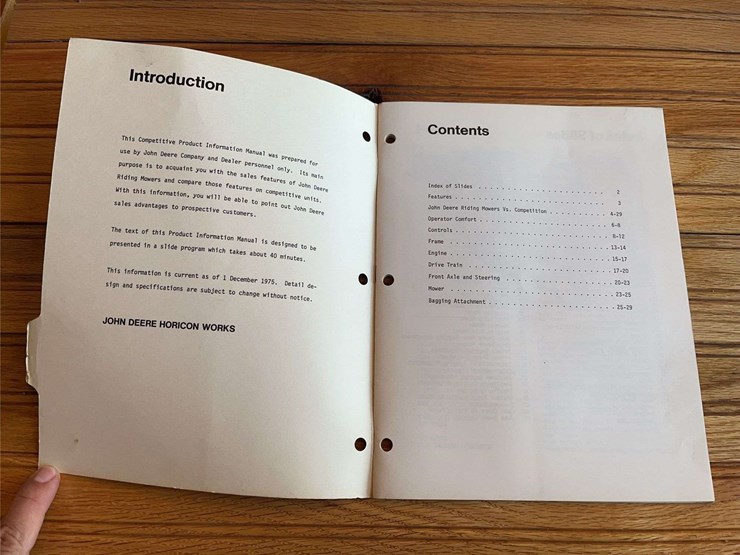 Introduction
This Competitive Product Information Manual was prepared for
use by John Deere Company and Dealer personnel only. Its main
purpose is to acquaint you with the sales features of John Deere
Riding Mowers and compare those features on competitive units.
With this information, you will be able to point out John Deere
sales advantages to prospective customers.
The text of this Product Information Manual is designed to be
presented in a slide program which takes about 40 minutes.
This information is current as of 1 December 1975. Detail de-
sign and specifications are subject to change without notice.
JOHN DEERE HORICON WORKS
Contents
Index of Slides . . . . . . . . . . . . . . . . . . . . . . 2
Features . . . . . . . . . . . . . . . . . . . . . . . . . 3
John Deere Riding Mowers Vs. Competition . . . . . . . . . . 4-29
Operator Comfort . . . . . . . . . . . . . . . . . . . . . 6-8
Controls . . . . . . . . . . . . . . . . . . . . . . . . . 8-12
Frame . . . . . . . . . . . . . . . . . . . . . . . . . . 13-14
Engine . . . . . . . . . . . . . . . . . . . . . . . . . . 15-17
Drive Train . . . . . . . . . . . . . . . . . . . . . . . 17-20
Front Axle and Steering . . . . . . . . . . . . . . . . . . 20-23
Mower . . . . . . . . . . . . . . . . . . . . . . . . . . 23-25
Bagging Attachment . . . . . . . . . . . . . . . . . . . . 25-29